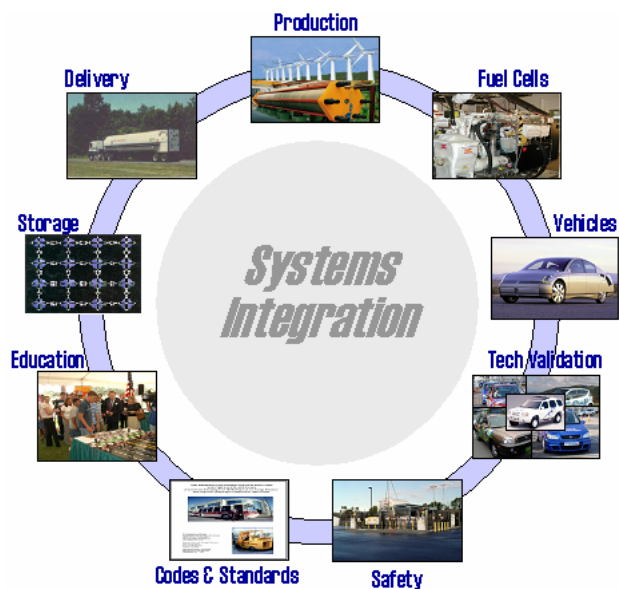 Production
Delivery
Fuel Cells
Storage
Vehicles
Systems
Integration
Education
Tech Validation
Codes & Standards
Safety